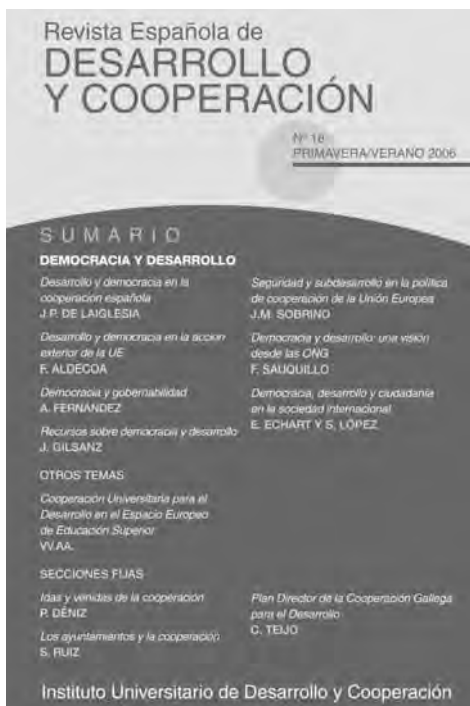 Revista Española de
DESARROLLO
Y COOPERACIÓN
Nº 18
PRIMAVERA/VERANO 2006
SUMARIO
DEMOCRACIA Y DESARROLLO
Desarrollo y democracia en la
cooperación española
J.P. DE LAIGLESIA
Desarrollo y democracia en la acción
exterior de la UE
F. ALDECOA
Democracia y gobernabilidad
A. FERNÁNDEZ
Recursos sobre democracia y desarrollo
J. GILSANZ
Seguridad y subdesarrollo en la política
de cooperación de la Unión Europea
J.M. SOBRINO
Democracia y desarrollo: una visión
desde las ONG
F. SAUQUILLO
Democracia, desarrollo y ciudadanía
en la sociedad internacional
E. ECHART Y S. LÓPEZ
OTROS TEMAS
Cooperación Universitaria para el
Desarrollo en el Espacio Europeo
de Educación Superior
VV.AA.
SECCIONES FIJAS
Idas y venidas de la cooperación
P. DÉNIZ
Los ayuntamientos y la cooperación
S. RUIZ
Plan Director de la Cooperación Gallega
para el Desarrollo
C. TEIJO
Instituto Universitario de Desarrollo y Cooperación